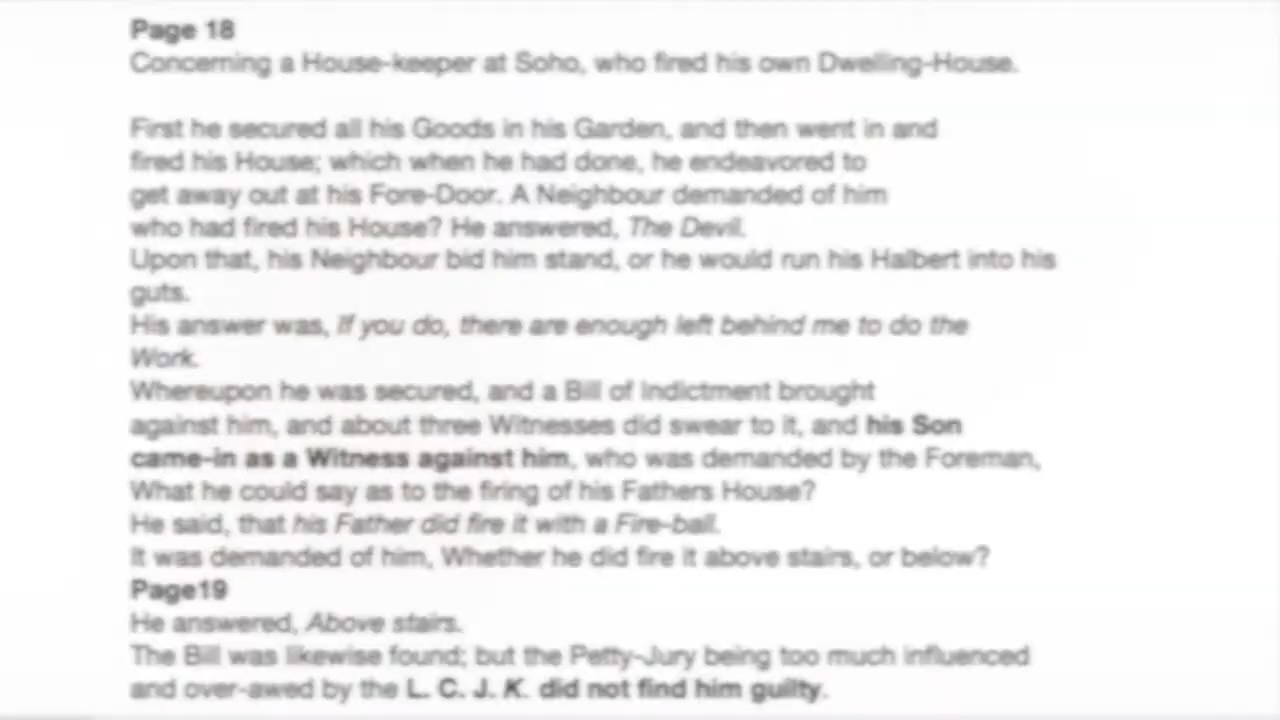 Page 18
Concerning a House-keeper at Soho, who fired his own Dwelling-House.
First he secured all his Goods in his Garden, and then went in and
fired his House; which when he had done, he endeavored to
get away out at his Fore-Door. A Neighbour demanded of him
who had fired his House? He answered, The Devil.
Upon that, his Neighbour bid him stand, or he would run his Halbert into his
guts.
His answer was, If you do, there are enough left behind me to do the
Work.
Whereupon he was secured, and a Bill of Indictment brought
against him, and about three Witnesses did swear to it, and his Son
came-in as a Witness against him, who was demanded by the Foreman,
What he could say as to the firing of his Fathers House?
He said, that his Father did fire it with a Fire-ball.
It was demanded of him, Whether he did fire it above stairs, or below?
Page19
He answered, Above stairs.
The Bill was likewise found; but the Petty-Jury being too much influenced
and over-awed by the L. C. J. K. did not find him guilty.